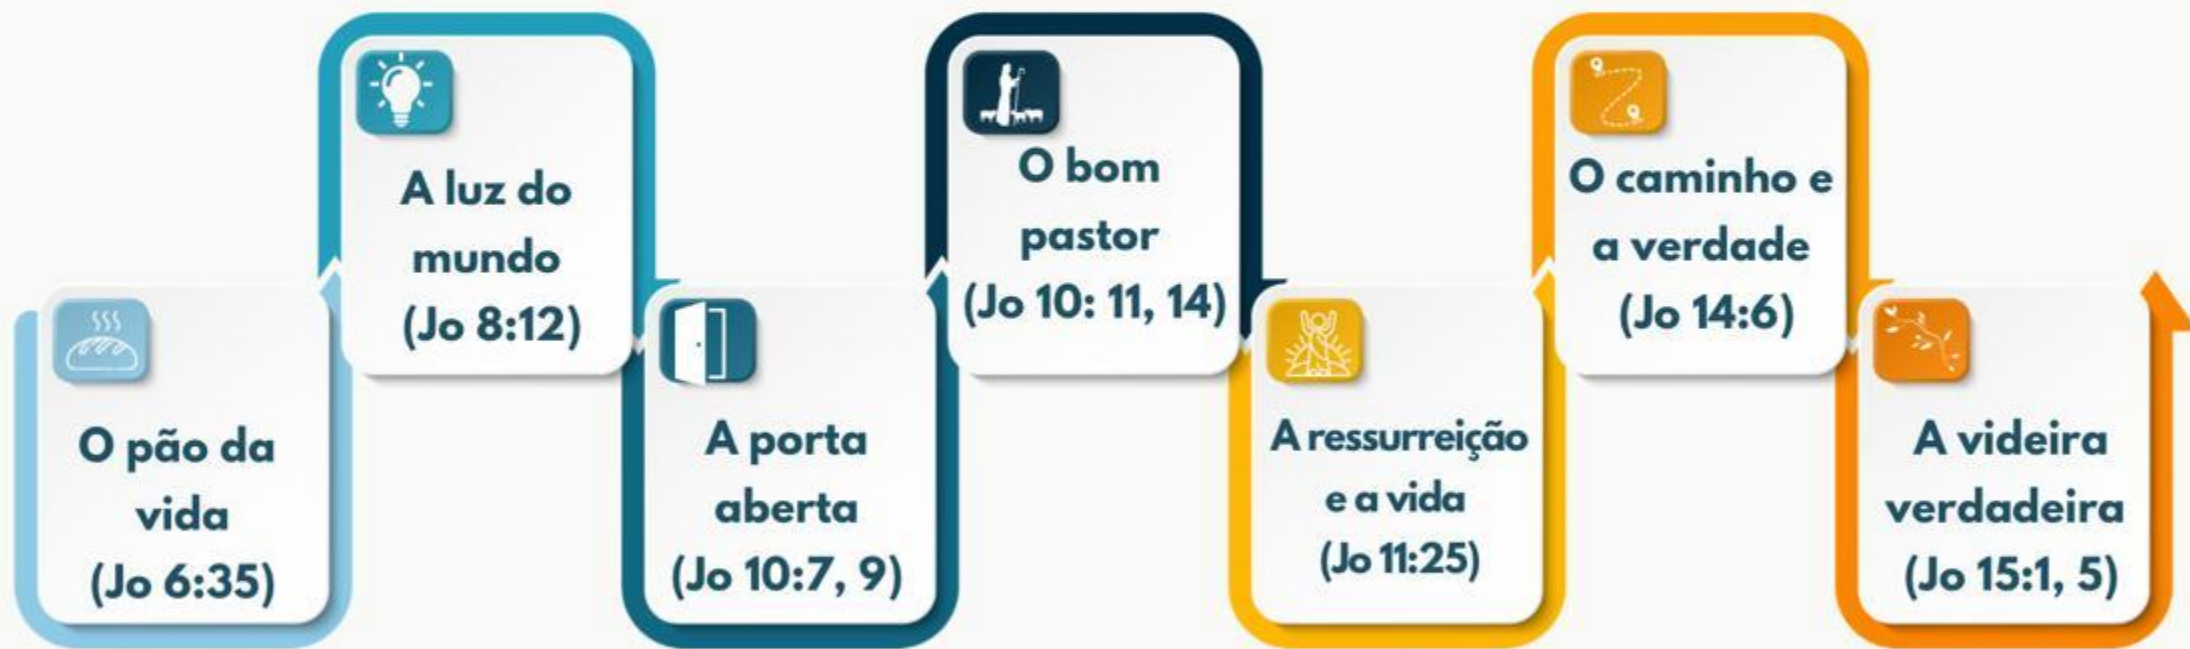 O pão da
vida
(Jo 6:35)
A luz do
mundo
(Jo 8:12)
A porta
aberta
(Jo 10:7, 9)
O bom
pastor
(Jo 10: 11, 14)
A ressurreição
e a vida
(Jo 11:25)
O caminho e
a verdade
(Jo 14:6)
A videira
verdadeira
(Jo 15:1, 5)